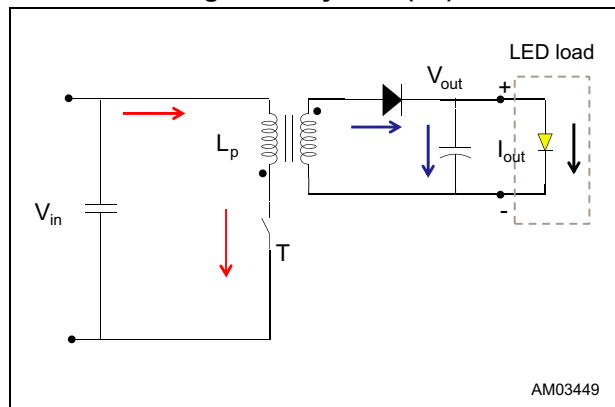 LED load
V_out
+
L_p
I_out
V_in
T
-
AM03449